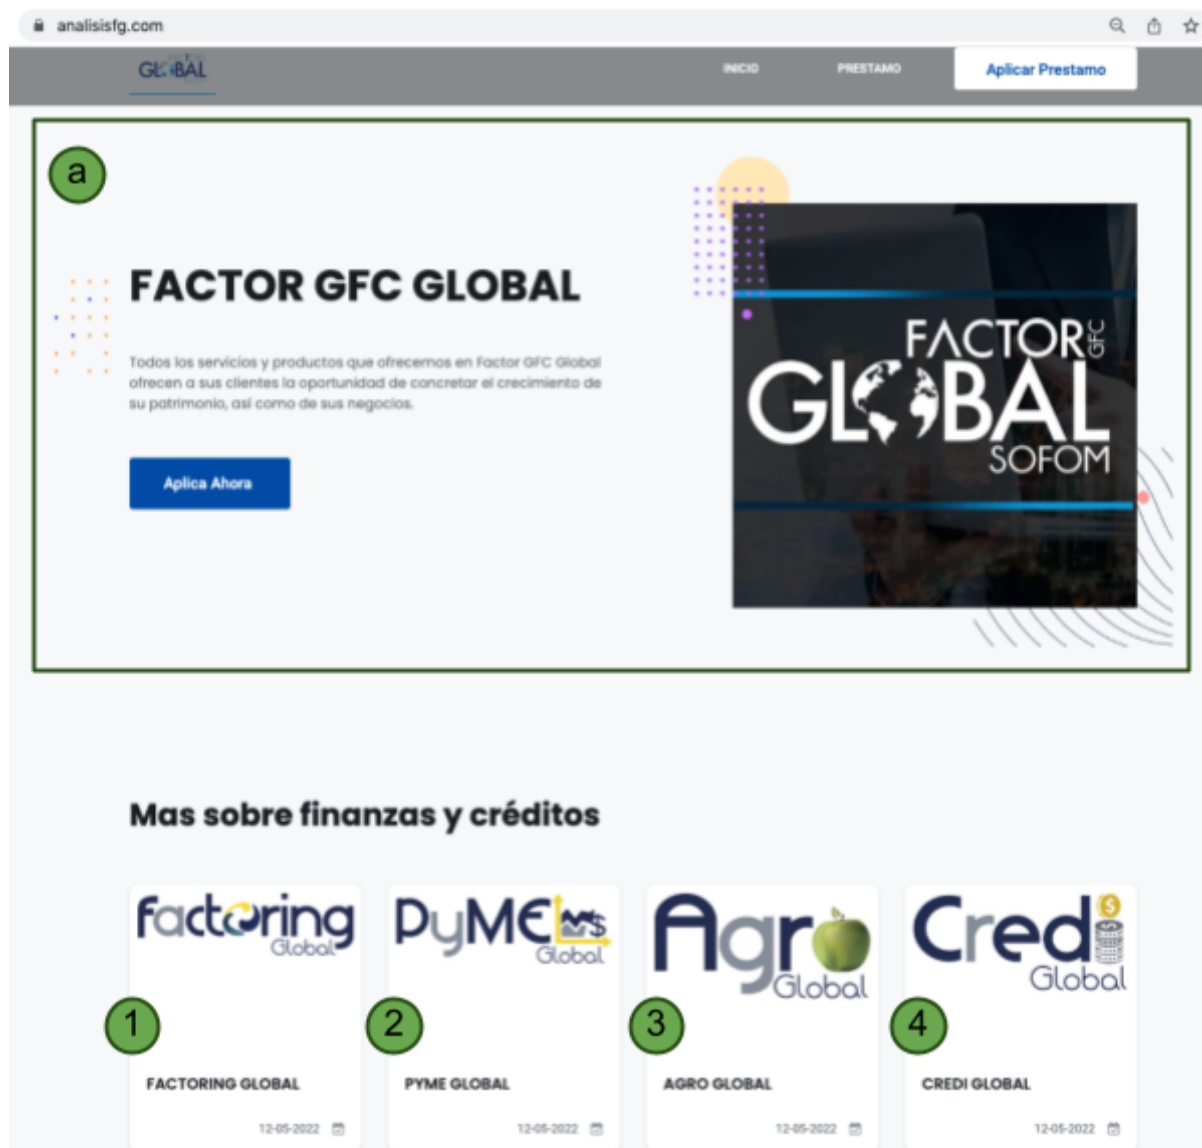 analisisfg.com
GLOBAL
INICIO
PRESTAMO
Aplicar Prestamo
a
FACTOR GFC GLOBAL
Todos los servicios y productos que ofrecemos en Factor GFC Global
ofrecen a sus clientes la oportunidad de concretar el crecimiento de
su patrimonio, así como de sus negocios.
Aplica Ahora
FACTOR GFC
GLOBAL
SOFOM
Mas sobre finanzas y créditos
factoring
Global
PyME $
Global
Agro
Global
Credi $
Global
1
2
3
4
FACTORING GLOBAL
PYME GLOBAL
AGRO GLOBAL
CREDI GLOBAL
12-05-2022
12-05-2022
12-05-2022
12-05-2022